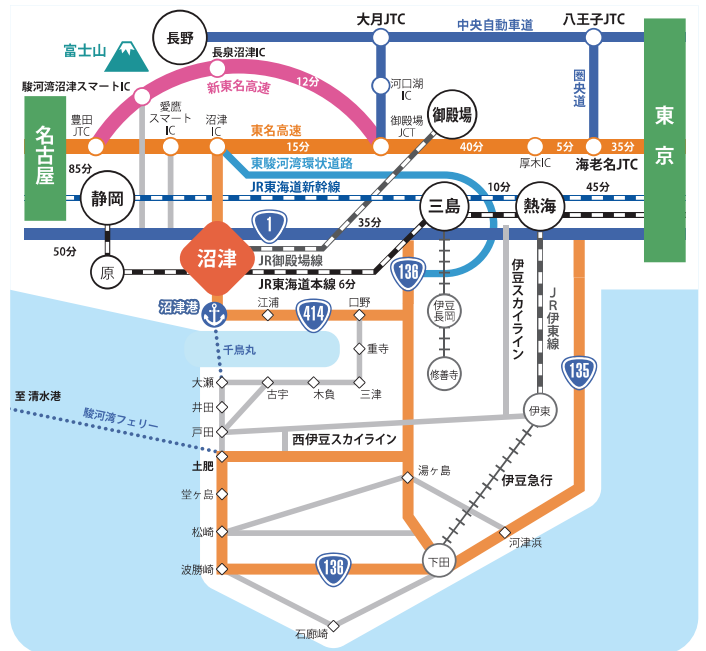 大月JTC
中央自動車道
八王子JTC
長野
富士山
長泉沼津IC
新東名高速
12分
河口湖
IC
圏央道
駿河湾沼津スマートIC
愛鷹
スマート
IC
豊田
JTC
沼津
IC
御殿場
名古屋
東京
東名高速
15分
御殿場
JCT
40分
5分
35分
厚木IC
海老名JTC
85分
東駿河湾環状道路
静岡
JR東海道新幹線
10分
45分
三島
熱海
1
35分
50分
沼津
JR御殿場線
原
JR東海道本線 6分
136
伊豆スカイライン
JR伊東線
沼津港
江浦
414
口野
伊豆
長岡
千鳥丸
重寺
135
大瀬
古宇
木負
三津
修善寺
至 清水港
井田
駿河湾フェリー
戸田
伊東
西伊豆スカイライン
土肥
湯ヶ島
伊豆急行
堂ヶ島
松崎
河津浜
波勝崎
136
下田
石廊崎